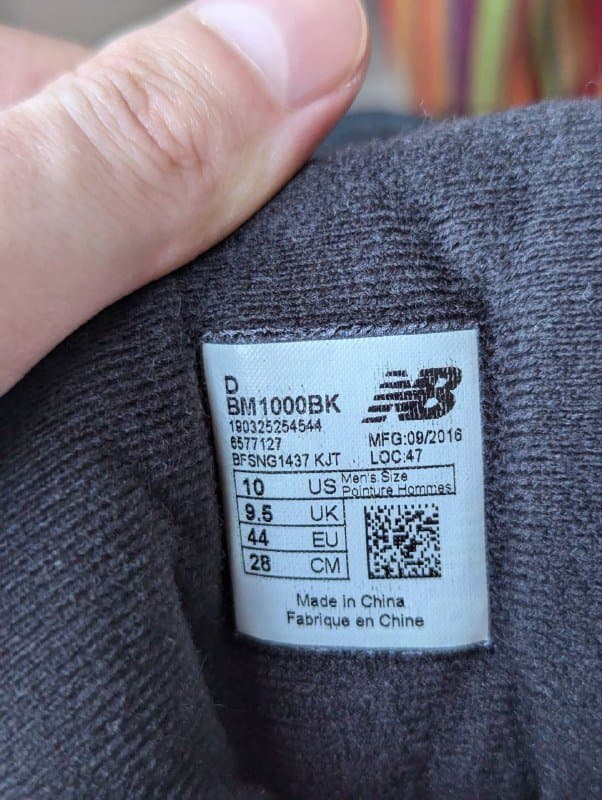 D
BM1000BK
190325254544
6577127
BFSNG1437 KJT
NB
MFG:09/2016
LOC:47
10 US Men's Size
Pointure Hommes
9.5 UK
44 EU
28 CM
Made in China
Fabrique en Chine